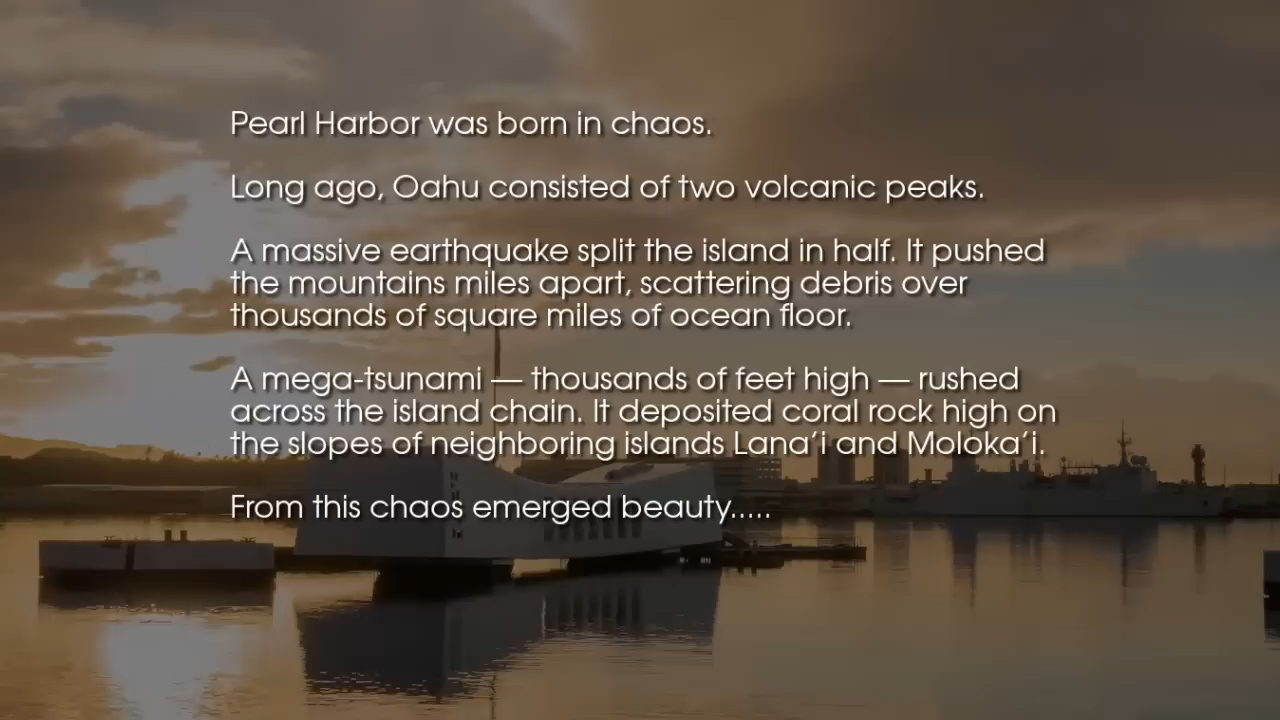 Pearl Harbor was born in chaos.
Long ago, Oahu consisted of two volcanic peaks.
A massive earthquake split the island in half. It pushed
the mountains miles apart, scattering debris over
thousands of square miles of ocean floor.
A mega-tsunami — thousands of feet high — rushed
across the island chain. It deposited coral rock high on
the slopes of neighboring islands Lana’i and Moloka’i.
From this chaos emerged beauty.....